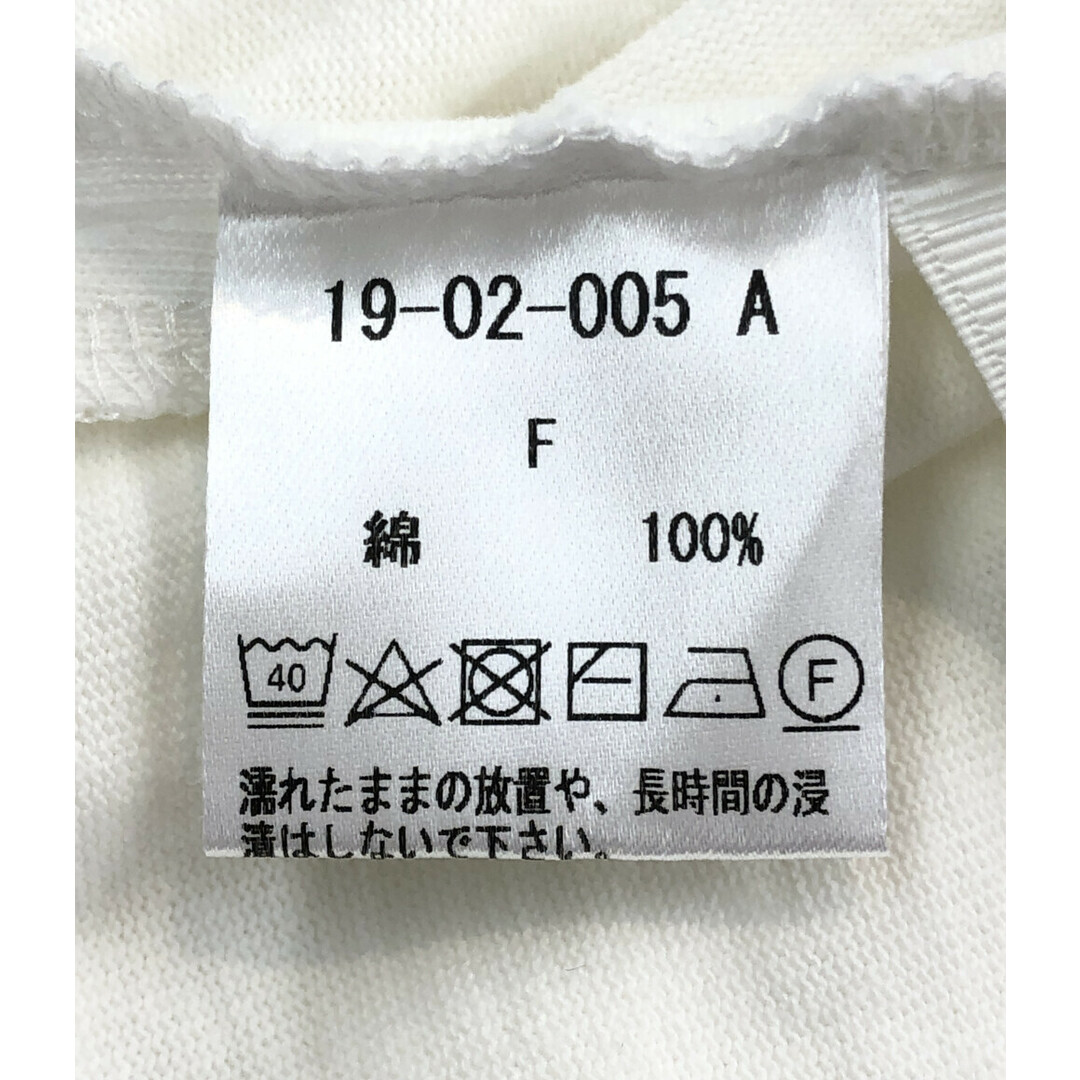 19-02-005 A
F
綿 100%
40 F
濡れたままの放置や、長時間の浸
漬はしないで下さい。